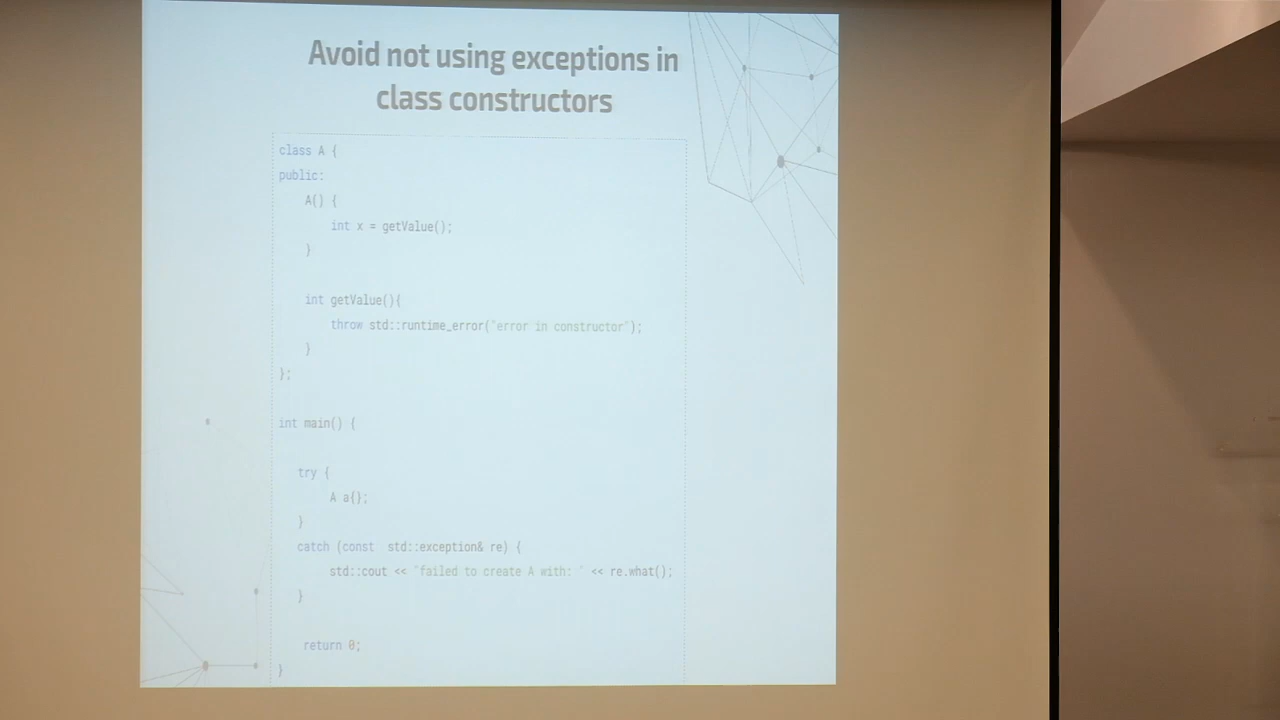 Avoid not using exceptions in
class constructors
class A {
public:
A() {
int x = getValue();
}
int getValue(){
throw std::runtime_error("error in constructor");
}
};
int main() {
try {
A a{};
}
catch (const  std::exception& re) {
std::cout << "failed to create A with: " << re.what();
}
return 0;
}